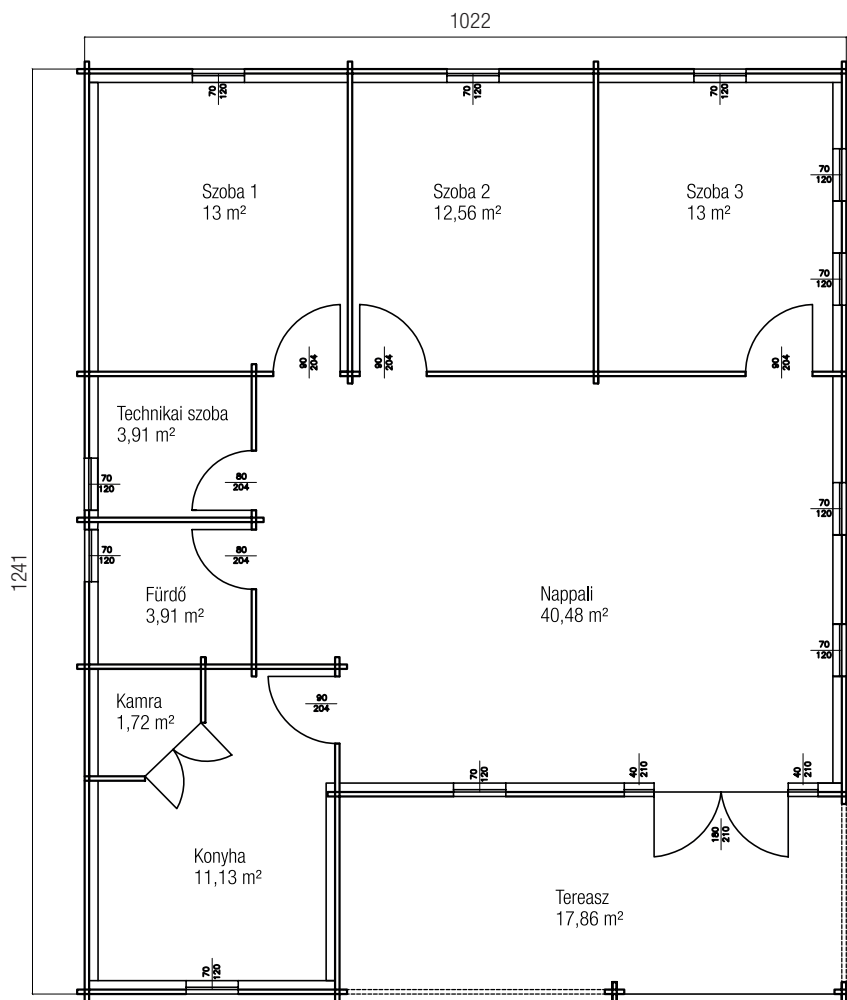 1022
70
120
70
120
70
120
70
120
Szoba 1
13 m²
Szoba 2
12,56 m²
Szoba 3
13 m²
70
120
90
204
90
204
90
204
Technikai szoba
3,91 m²
70
120
80
204
70
120
1241
70
120
80
204
Fürdő
3,91 m²
Nappali
40,48 m²
70
120
Kamra
1,72 m²
90
204
70
120
40
210
40
210
180
210
Konyha
11,13 m²
Tereasz
17,86 m²
70
120